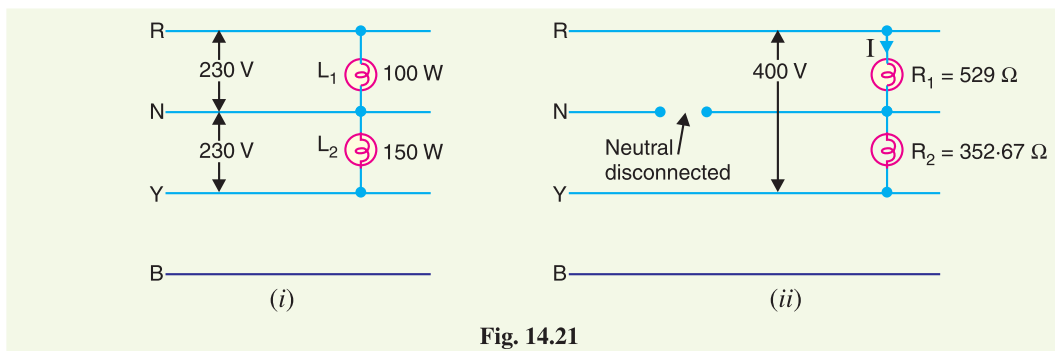 R
230 V
L1
100 W
N
230 V
L2
150 W
Y
B
(i)
R
400 V
I
R1 = 529 Ω
N
Neutral
disconnected
R2 = 352·67 Ω
Y
B
(ii)
Fig. 14.21